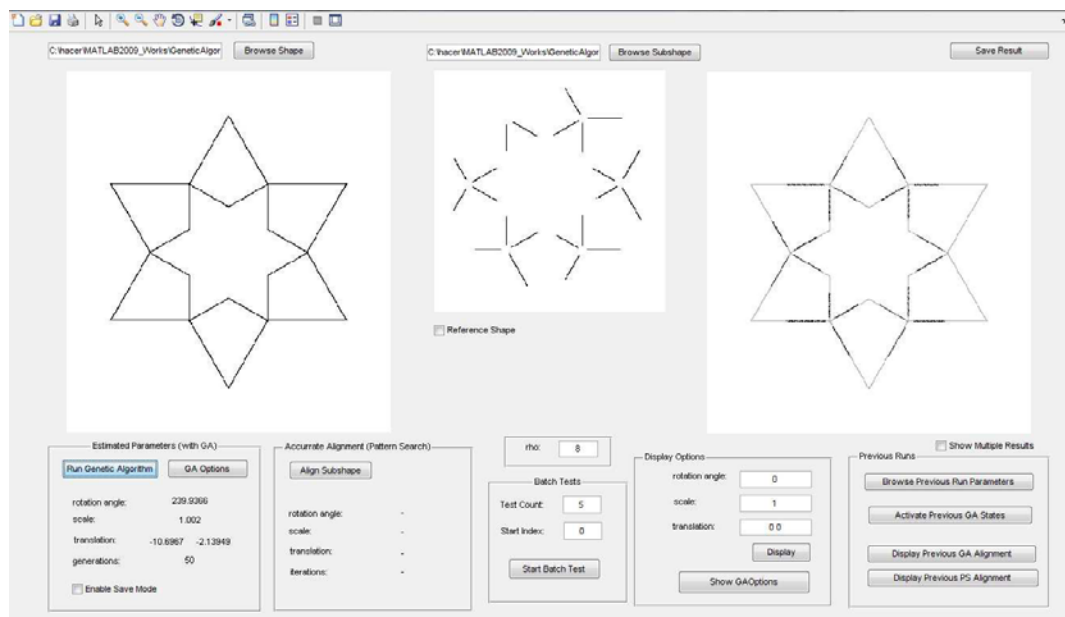 C:\hacer\MATLAB2009_Works\GeneticAlgor
Browse Shape
C:\hacer\MATLAB2009_Works\GeneticAlgor
Browse Subshape
Save Result
Reference Shape
Show Multiple Results
Estimated Parameters (with GA)
Run Genetic Algorithm
GA Options
rotation angle: 239.9366
scale: 1.002
translation: -10.6967 -2.13949
generations: 50
Enable Save Mode
Accurrate Alignment (Pattern Search)
Align Subshape
rotation angle: -
scale: -
translation: -
iterations: -
rho: 8
Batch Tests
Test Count: 5
Start Index: 0
Start Batch Test
Display Options
rotation angle: 0
scale: 1
translation: 0 0
Display
Show GAOptions
Previous Runs
Browse Previous Run Parameters
Activate Previous GA States
Display Previous GA Alignment
Display Previous PS Alignment